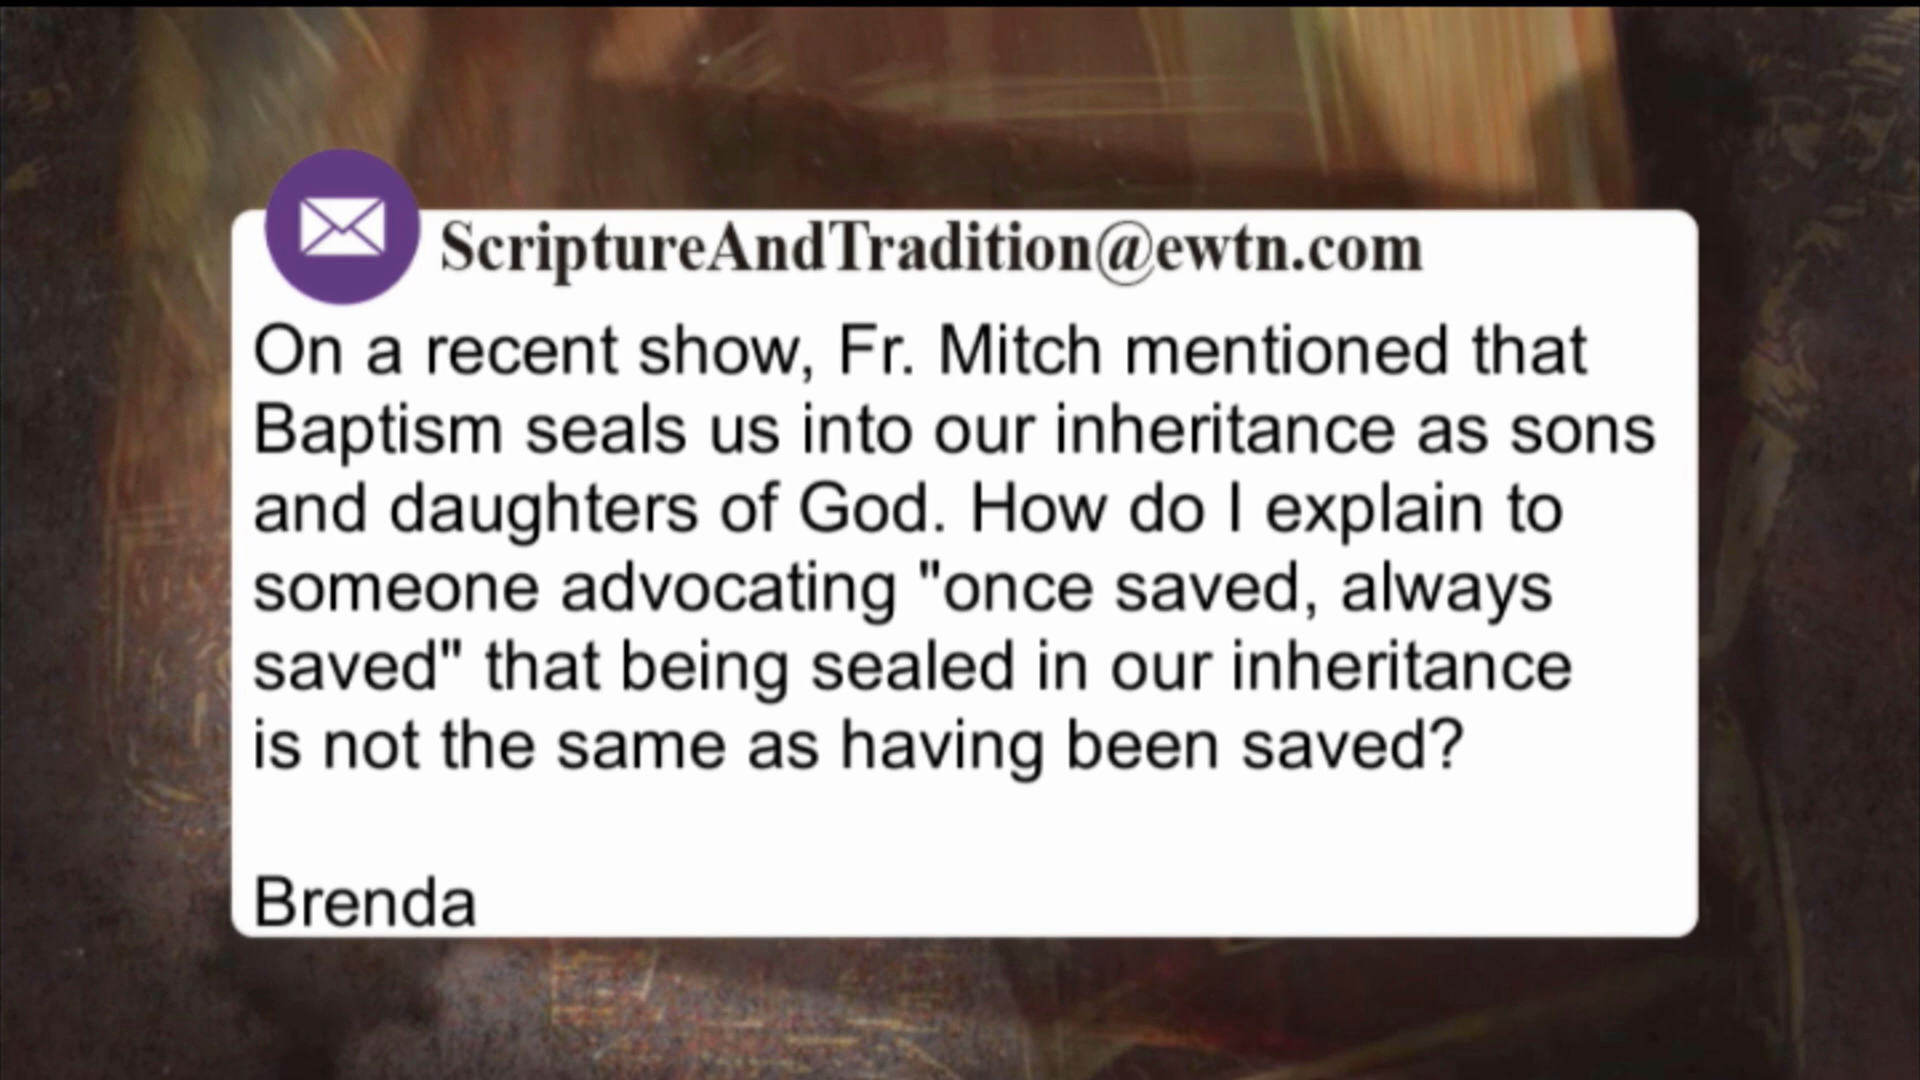 ScriptureAndTradition@ewtn.com
On a recent show, Fr. Mitch mentioned that
Baptism seals us into our inheritance as sons
and daughters of God. How do I explain to
someone advocating "once saved, always
saved" that being sealed in our inheritance
is not the same as having been saved?
Brenda